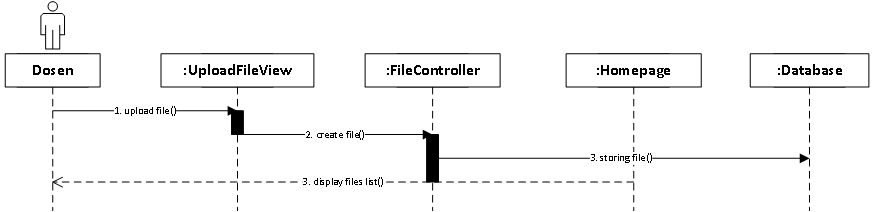 Dosen
:UploadFileView
:FileController
:Homepage
:Database
1. upload file()
2. create file()
3. storing file()
3. display files list()